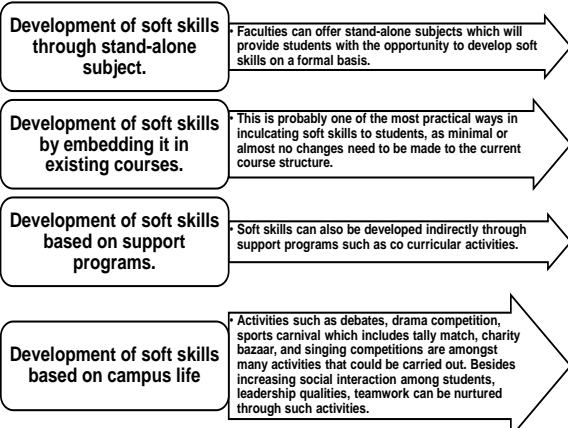 Development of soft skills
through stand-alone
subject.
• Faculties can offer stand-alone subjects which will
provide students with the opportunity to develop soft
skills on a formal basis.
Development of soft skills
by embedding it in
existing courses.
• This is probably one of the most practical ways in
inculcating soft skills to students, as minimal or
almost no changes need to be made to the current
course structure.
Development of soft skills
based on support
programs.
• Soft skills can also be developed indirectly through
support programs such as co curricular activities.
Development of soft skills
based on campus life
• Activities such as debates, drama competition,
sports carnival which includes tally match, charity
bazaar, and singing competitions are amongst
many activities that could be carried out. Besides
increasing social interaction among students,
leadership qualities, teamwork can be nurtured
through such activities.